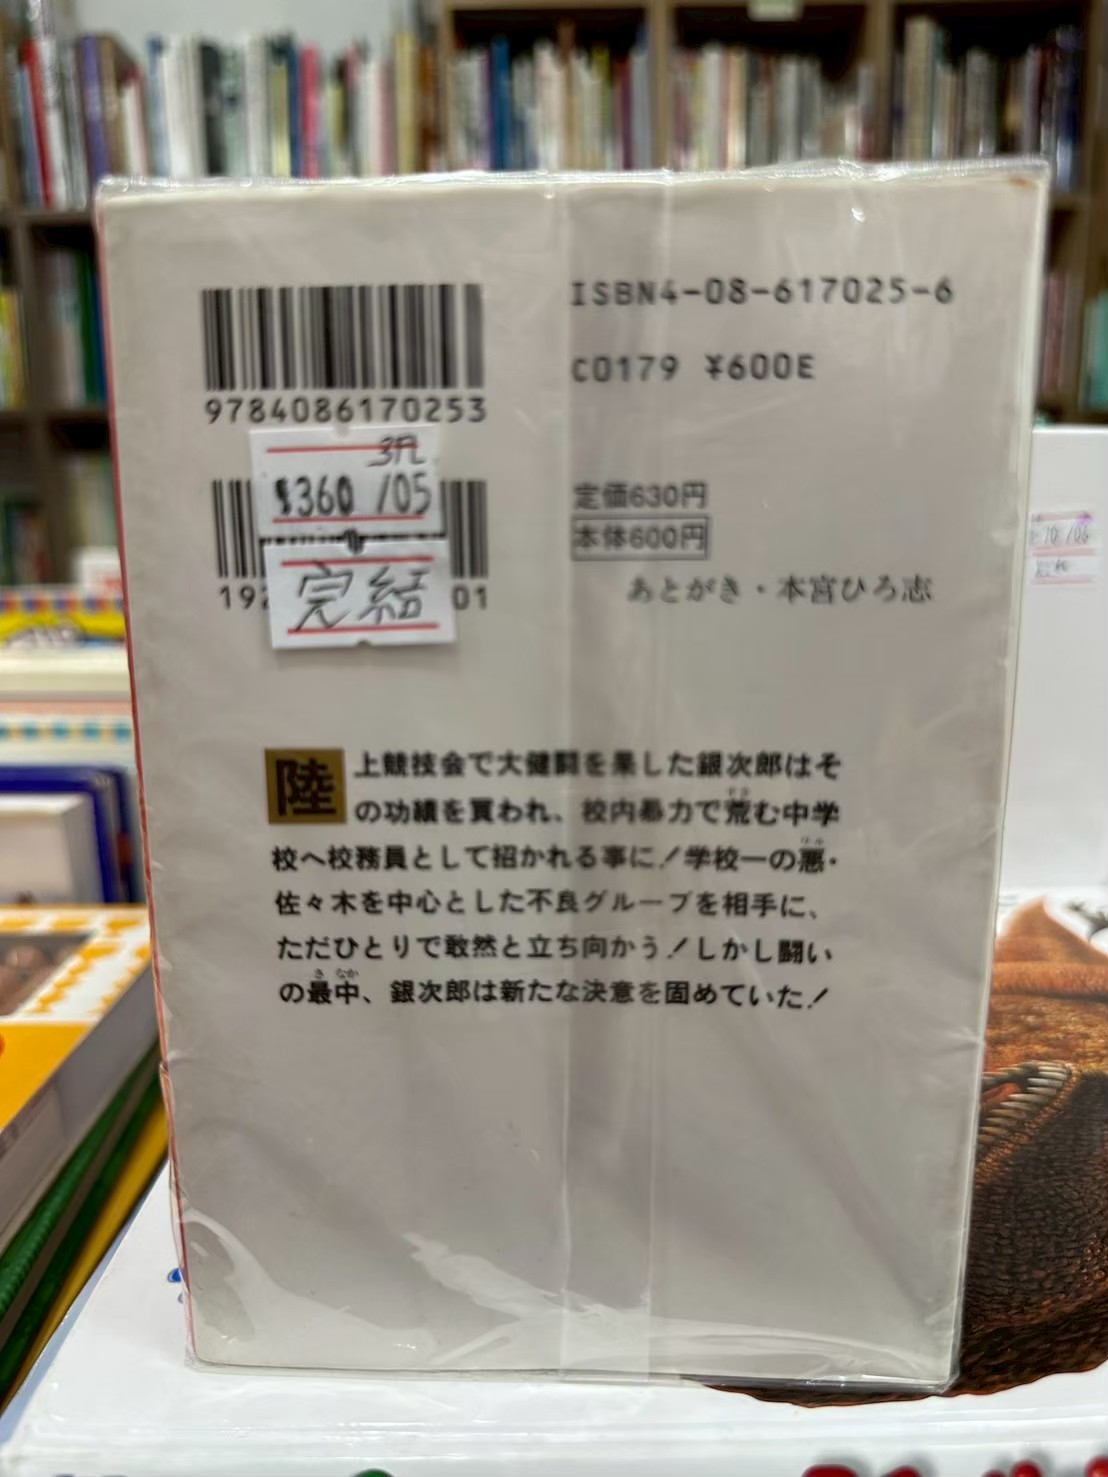 ISBN4-08-617025-6
C0179 ¥600E
9784086170253
3凡
$360 /05
完結
192
01
定価630円
本体600円
あとがき・本宮ひろ志
陸上競技会で大健闘を果した銀次郎はそ
の功績を買われ、校内暴力で荒む中学
校へ校務員として招かれる事に!学校一の悪・
佐々木を中心とした不良グループを相手に、
ただひとりで敢然と立ち向かう!しかし闘い
の最中、銀次郎は新たな決意を固めていた!